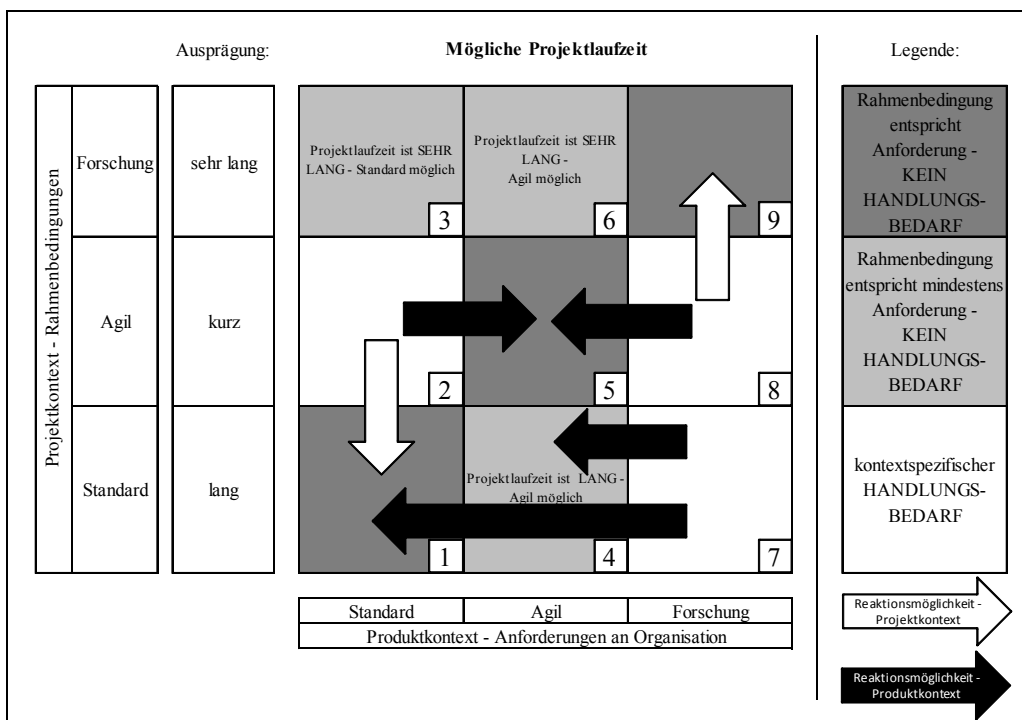 Ausprägung:
Mögliche Projektlaufzeit
Legende:
Projektkontext - Rahmenbedingungen
Forschung
sehr lang
Agil
kurz
Standard
lang
Projektlaufzeit ist SEHR
LANG - Standard möglich
3
Projektlaufzeit ist SEHR
LANG -
Agil möglich
6
9
2
5
8
1
Projektlaufzeit ist LANG -
Agil möglich
4
7
Standard
Agil
Forschung
Produktkontext - Anforderungen an Organisation
Rahmenbedingung
entspricht
Anforderung -
KEIN
HANDLUNGS-
BEDARF
Rahmenbedingung
entspricht mindestens
Anforderung -
KEIN
HANDLUNGS-
BEDARF
kontextspezifischer
HANDLUNGS-
BEDARF
Reaktionsmöglichkeit -
Projektkontext
Reaktionsmöglichkeit -
Produktkontext